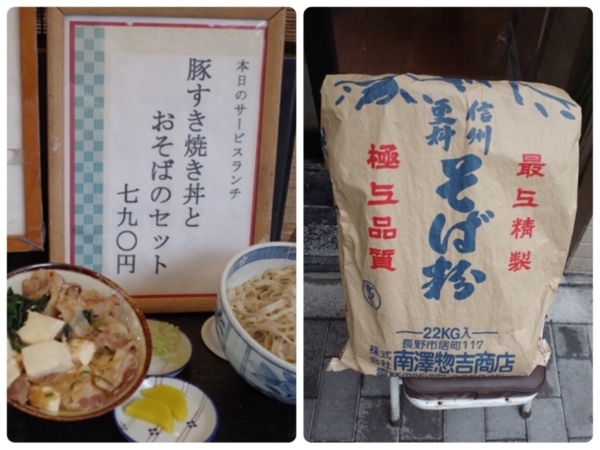 本日のサービスランチ
豚すき焼き丼と
おそばのセット
七九〇円
信州
更科
そば粉
最上精製
極上品質
22KG入
長野市居町117
株式会社 南澤惣吉商店